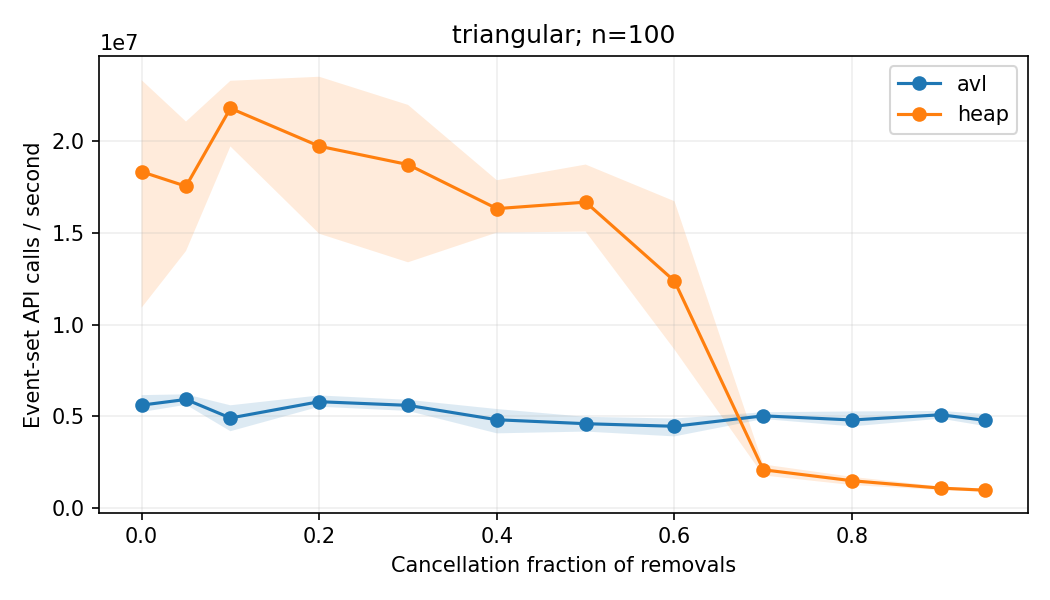 triangular; n=100
1e7
avl
heap
2.0
1.5
1.0
0.5
0.0
Event-set API calls / second
0.0 0.2 0.4 0.6 0.8
Cancellation fraction of removals